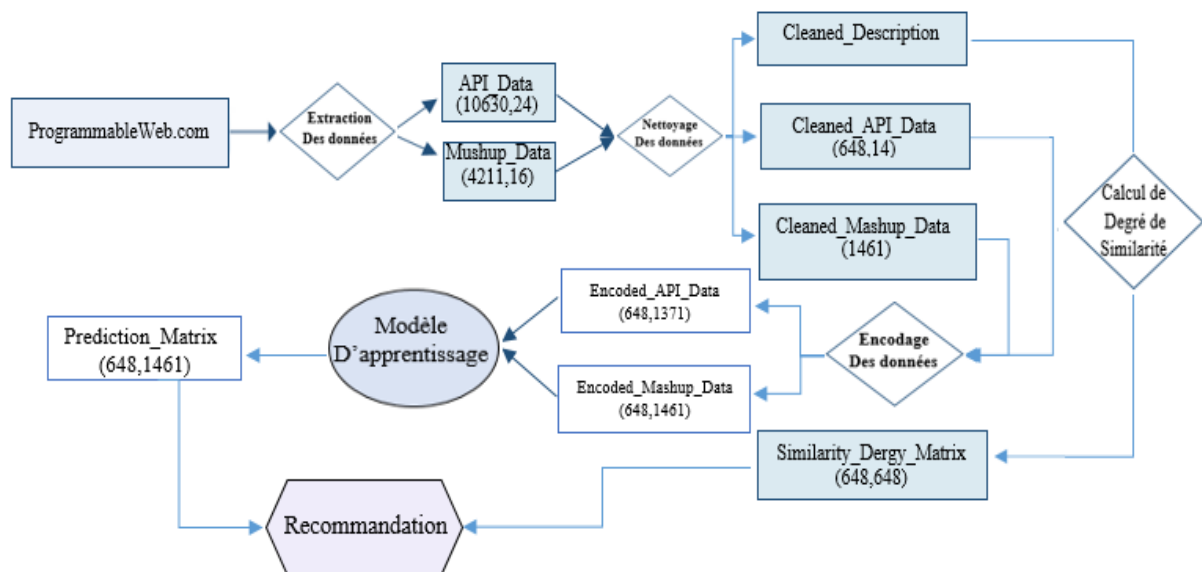 ProgrammableWeb.com
Extraction
Des données
API_Data
(10630,24)
Mushup_Data
(4211,16)
Nettoyage
Des données
Cleaned_Description
Cleaned_API_Data
(648,14)
Cleaned_Mashup_Data
(1461)
Calcul de
Degré de
Similarité
Encodage
Des données
Encoded_API_Data
(648,1371)
Encoded_Mashup_Data
(648,1461)
Modèle
D’apprentissage
Prediction_Matrix
(648,1461)
Similarity_Dergy_Matrix
(648,648)
Recommandation